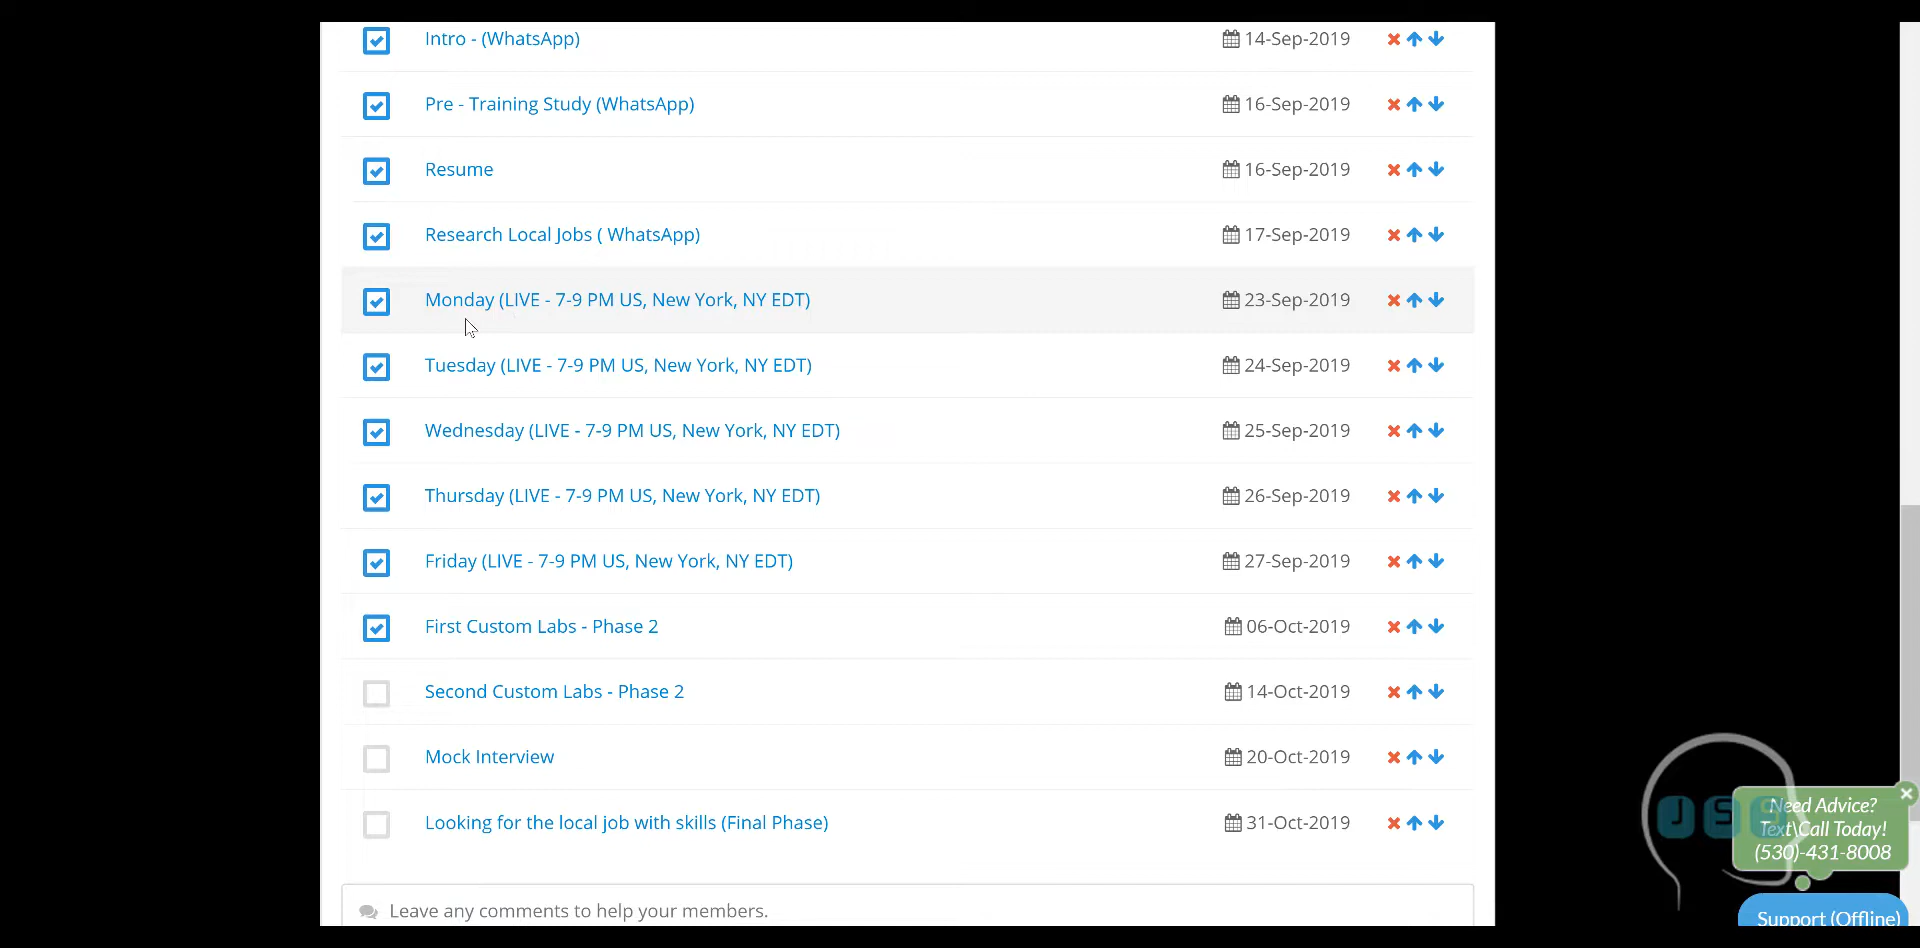 Intro - (WhatsApp) 14-Sep-2019
Pre - Training Study (WhatsApp) 16-Sep-2019
Resume 16-Sep-2019
Research Local Jobs ( WhatsApp) 17-Sep-2019
Monday (LIVE - 7-9 PM US, New York, NY EDT) 23-Sep-2019
Tuesday (LIVE - 7-9 PM US, New York, NY EDT) 24-Sep-2019
Wednesday (LIVE - 7-9 PM US, New York, NY EDT) 25-Sep-2019
Thursday (LIVE - 7-9 PM US, New York, NY EDT) 26-Sep-2019
Friday (LIVE - 7-9 PM US, New York, NY EDT) 27-Sep-2019
First Custom Labs - Phase 2 06-Oct-2019
Second Custom Labs - Phase 2 14-Oct-2019
Mock Interview 20-Oct-2019
Looking for the local job with skills (Final Phase) 31-Oct-2019
Leave any comments to help your members.
Need Advice?
Text\Call Today!
(530)-431-8008
Support (Offline)